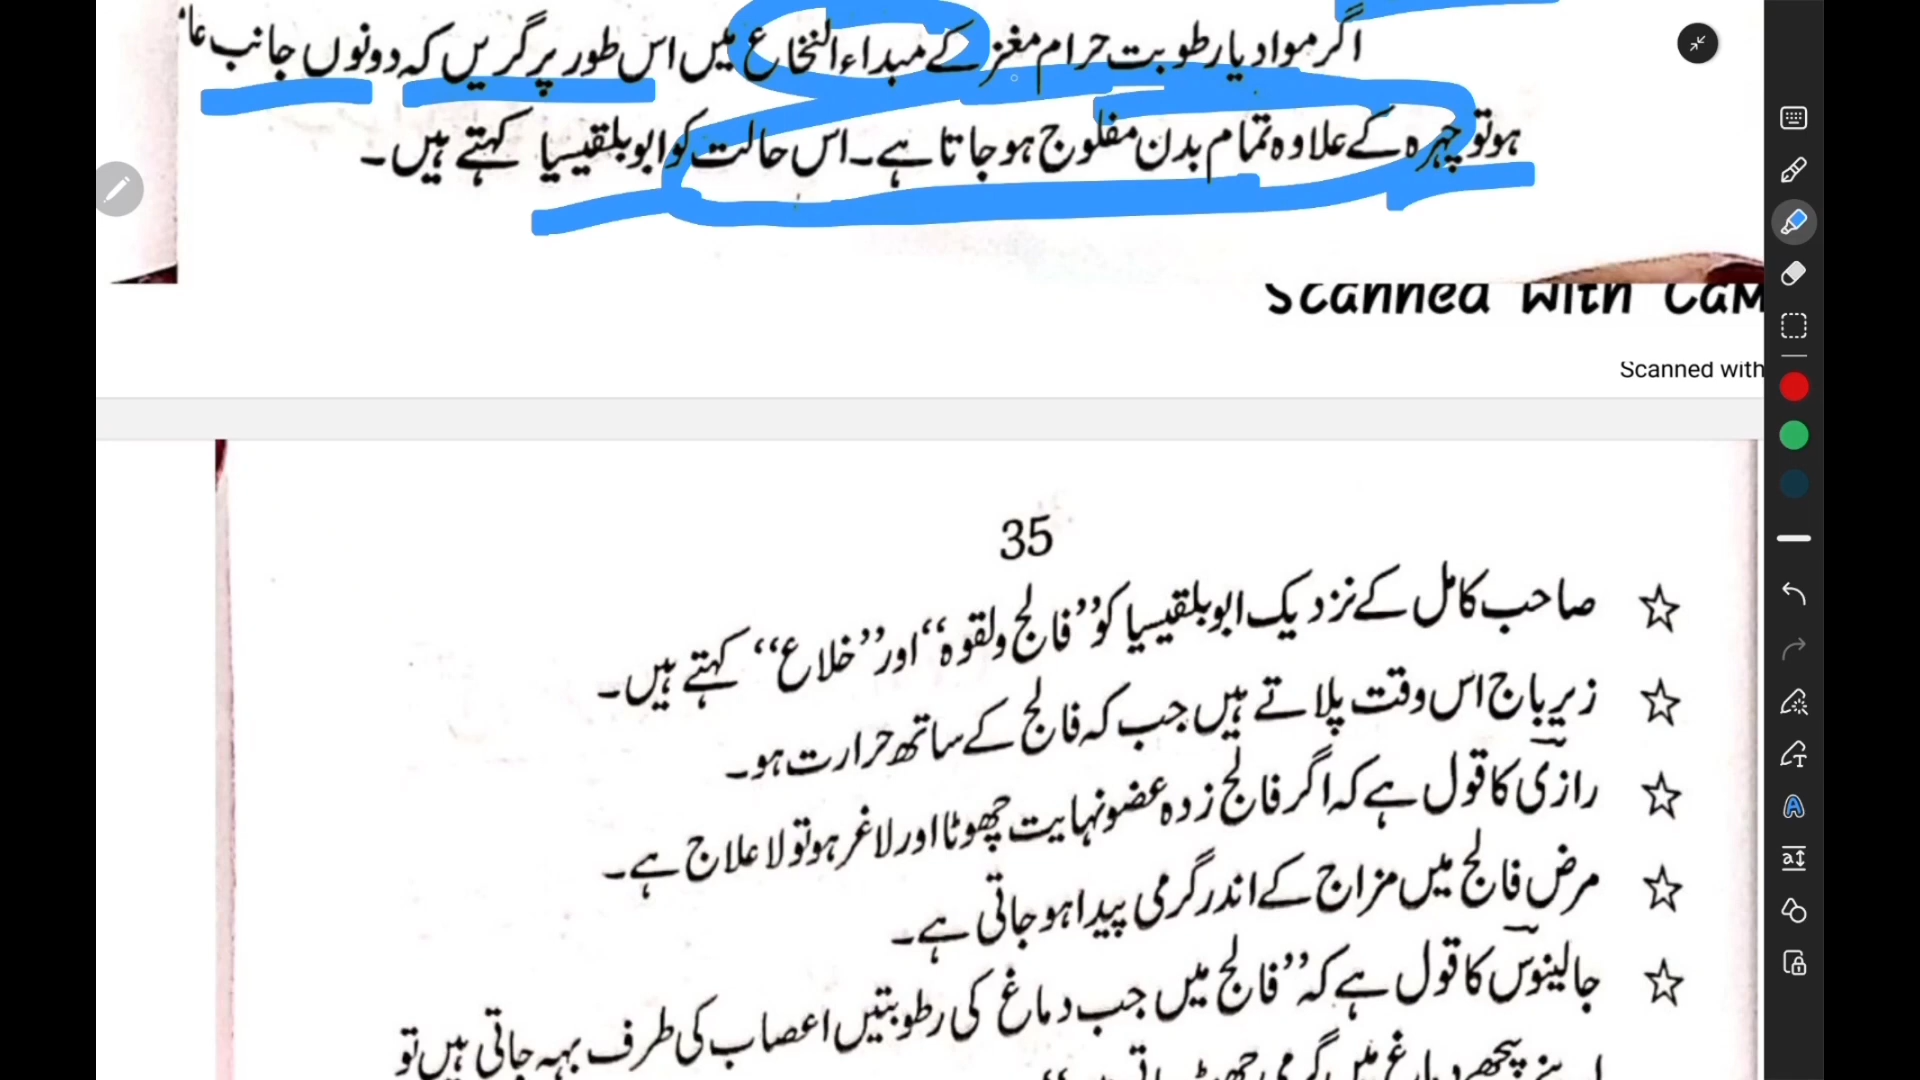 اگر مواد یا رطوبت حرام مغز کے مبداء النخاع میں اس طور پر گریں کہ دونوں جانب عا
ہو تو چہرہ کے علاوہ تمام بدن مفلوج ہو جاتا ہے۔ اس حالت کو ابوبلقیسیا کہتے ہیں۔
Scanned with CaM
Scanned with
35
☆ صاحب کامل کے نزدیک ابوبلقیسیا کو ”فالج ولقوہ“ اور ”خلاع“ کہتے ہیں۔
☆ زیرباج اس وقت پلاتے ہیں جب کہ فالج کے ساتھ حرارت ہو۔
☆ رازی کا قول ہے کہ اگر فالج زدہ عضو نہایت چھوٹا اور لاغر ہو تو لا علاج ہے۔
☆ مرض فالج میں مزاج کے اندر گرمی پیدا ہو جاتی ہے۔
☆ جالینوس کا قول ہے کہ ”فالج میں جب دماغ کی رطوبتیں اعصاب کی طرف بہہ جاتی ہیں تو